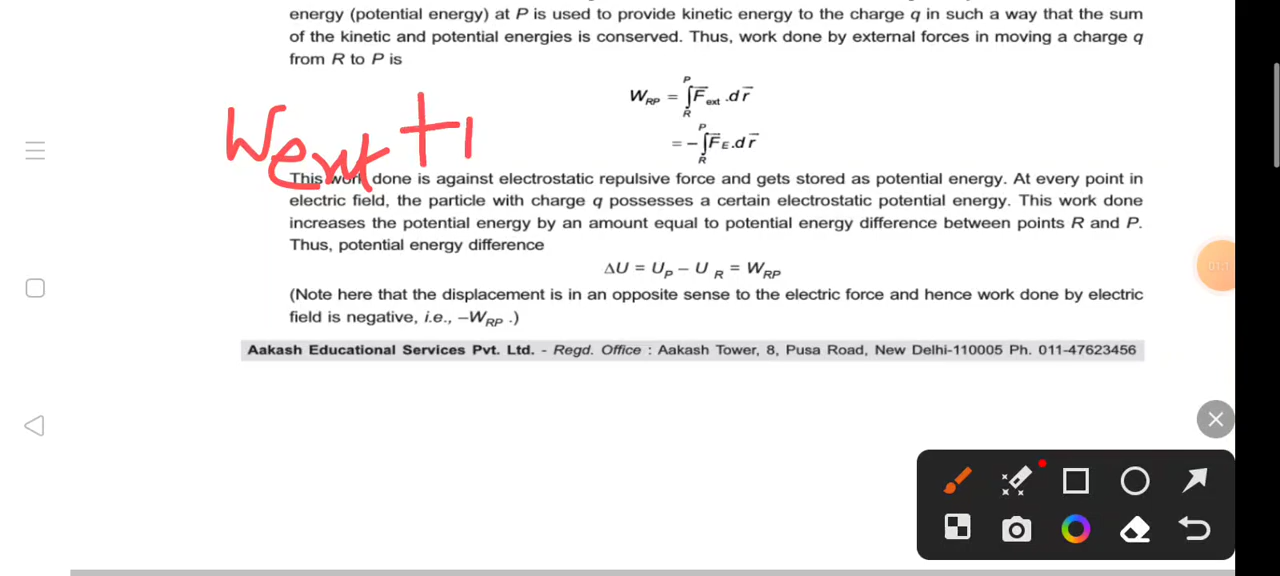 energy (potential energy) at P is used to provide kinetic energy to the charge q in such a way that the sum
of the kinetic and potential energies is conserved. Thus, work done by external forces in moving a charge q
from R to P is
W_RP = ∫_R^P F⃗_ext .d r⃗
= – ∫_R^P F⃗_E.d r⃗
Wext +
This work done is against electrostatic repulsive force and gets stored as potential energy. At every point in
electric field, the particle with charge q possesses a certain electrostatic potential energy. This work done
increases the potential energy by an amount equal to potential energy difference between points R and P.
Thus, potential energy difference
ΔU = U_P – U_R = W_RP
(Note here that the displacement is in an opposite sense to the electric force and hence work done by electric
field is negative, i.e., –W_RP .)
Aakash Educational Services Pvt. Ltd. - Regd. Office : Aakash Tower, 8, Pusa Road, New Delhi-110005 Ph. 011-47623456